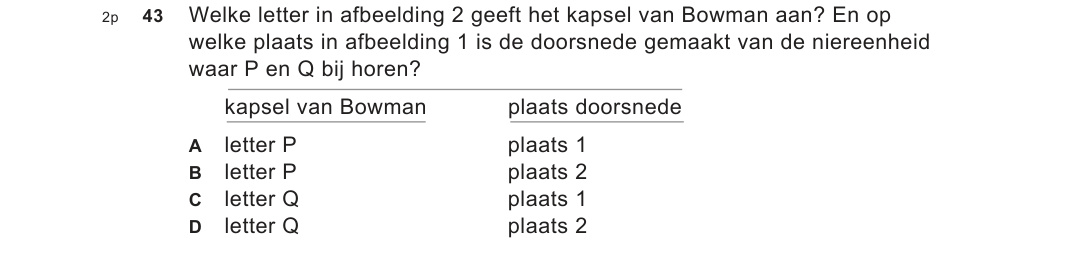 2p 43 Welke letter in afbeelding 2 geeft het kapsel van Bowman aan? En op
welke plaats in afbeelding 1 is de doorsnede gemaakt van de niereenheid
waar P en Q bij horen?
kapsel van Bowman plaats doorsnede
A letter P plaats 1
B letter P plaats 2
C letter Q plaats 1
D letter Q plaats 2